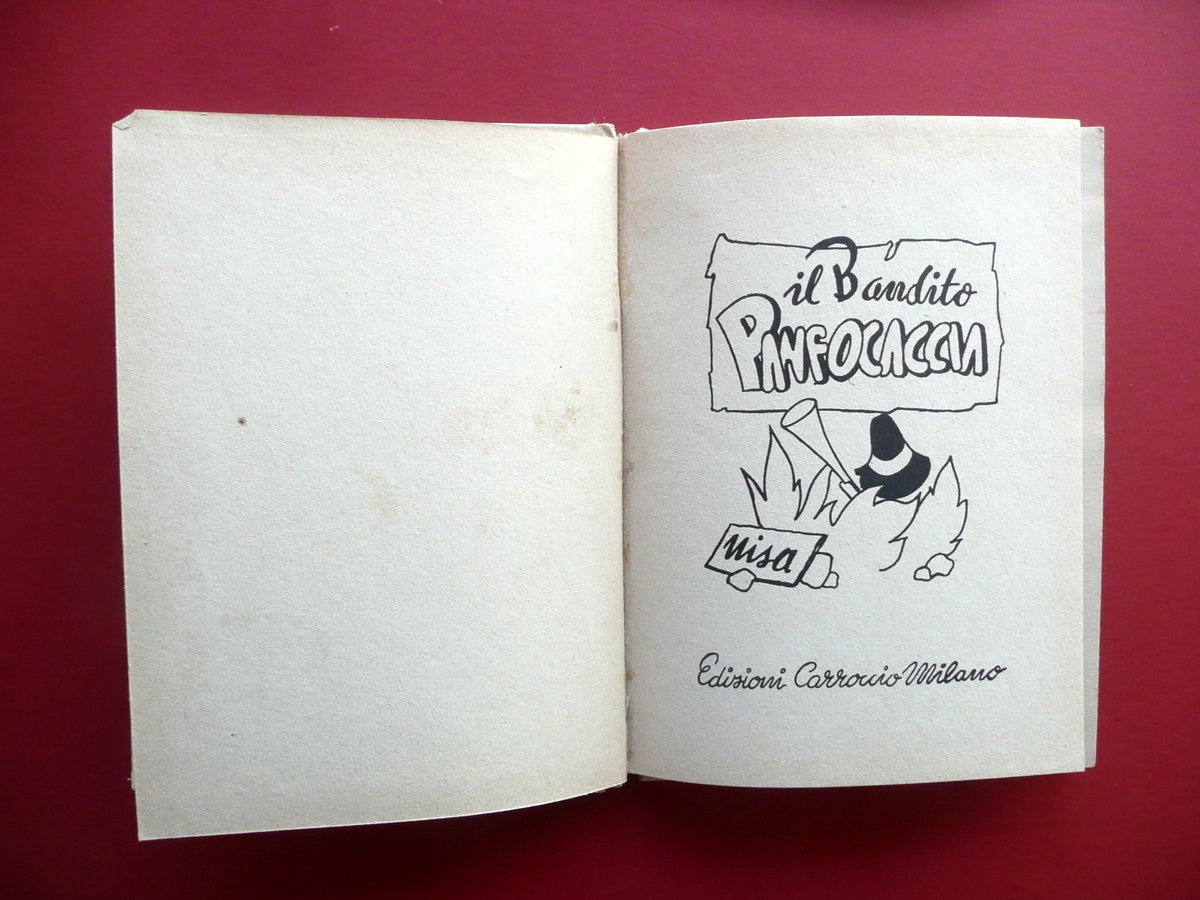 il Bandito
PANFOCACCIA
nisa
Edizioni Carroccio Milano